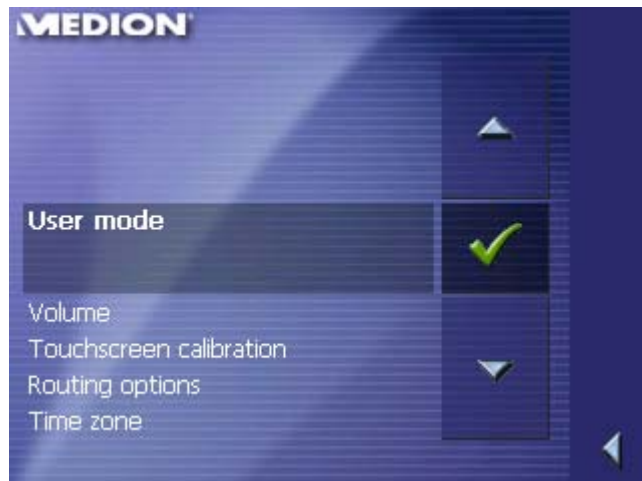 MEDION
User mode
Volume
Touchscreen calibration
Routing options
Time zone